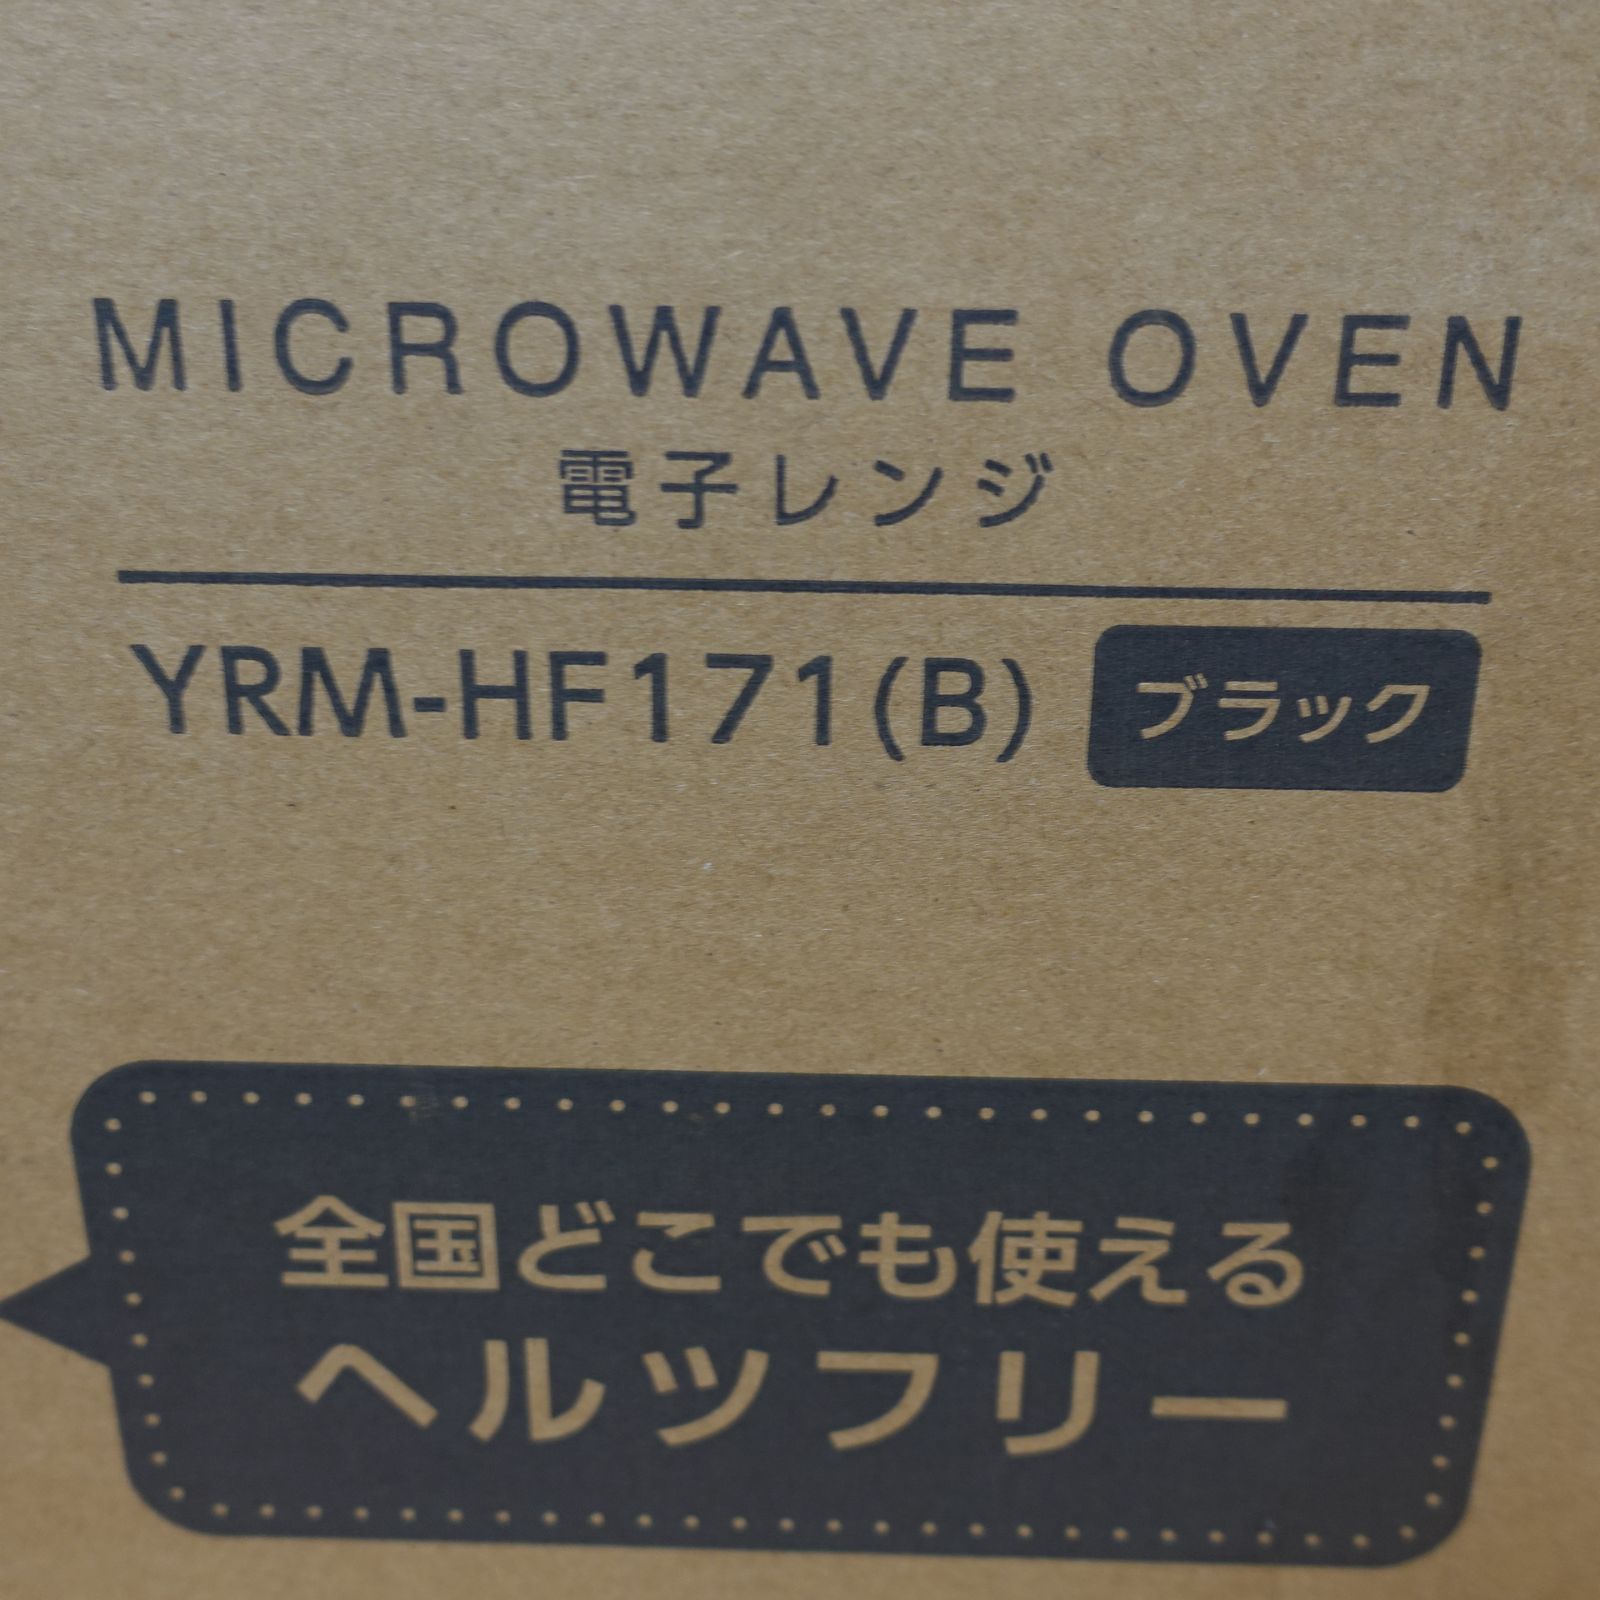 MICROWAVE OVEN
電子レンジ
YRM-HF171(B) ブラック
全国どこでも使える
ヘルツフリー